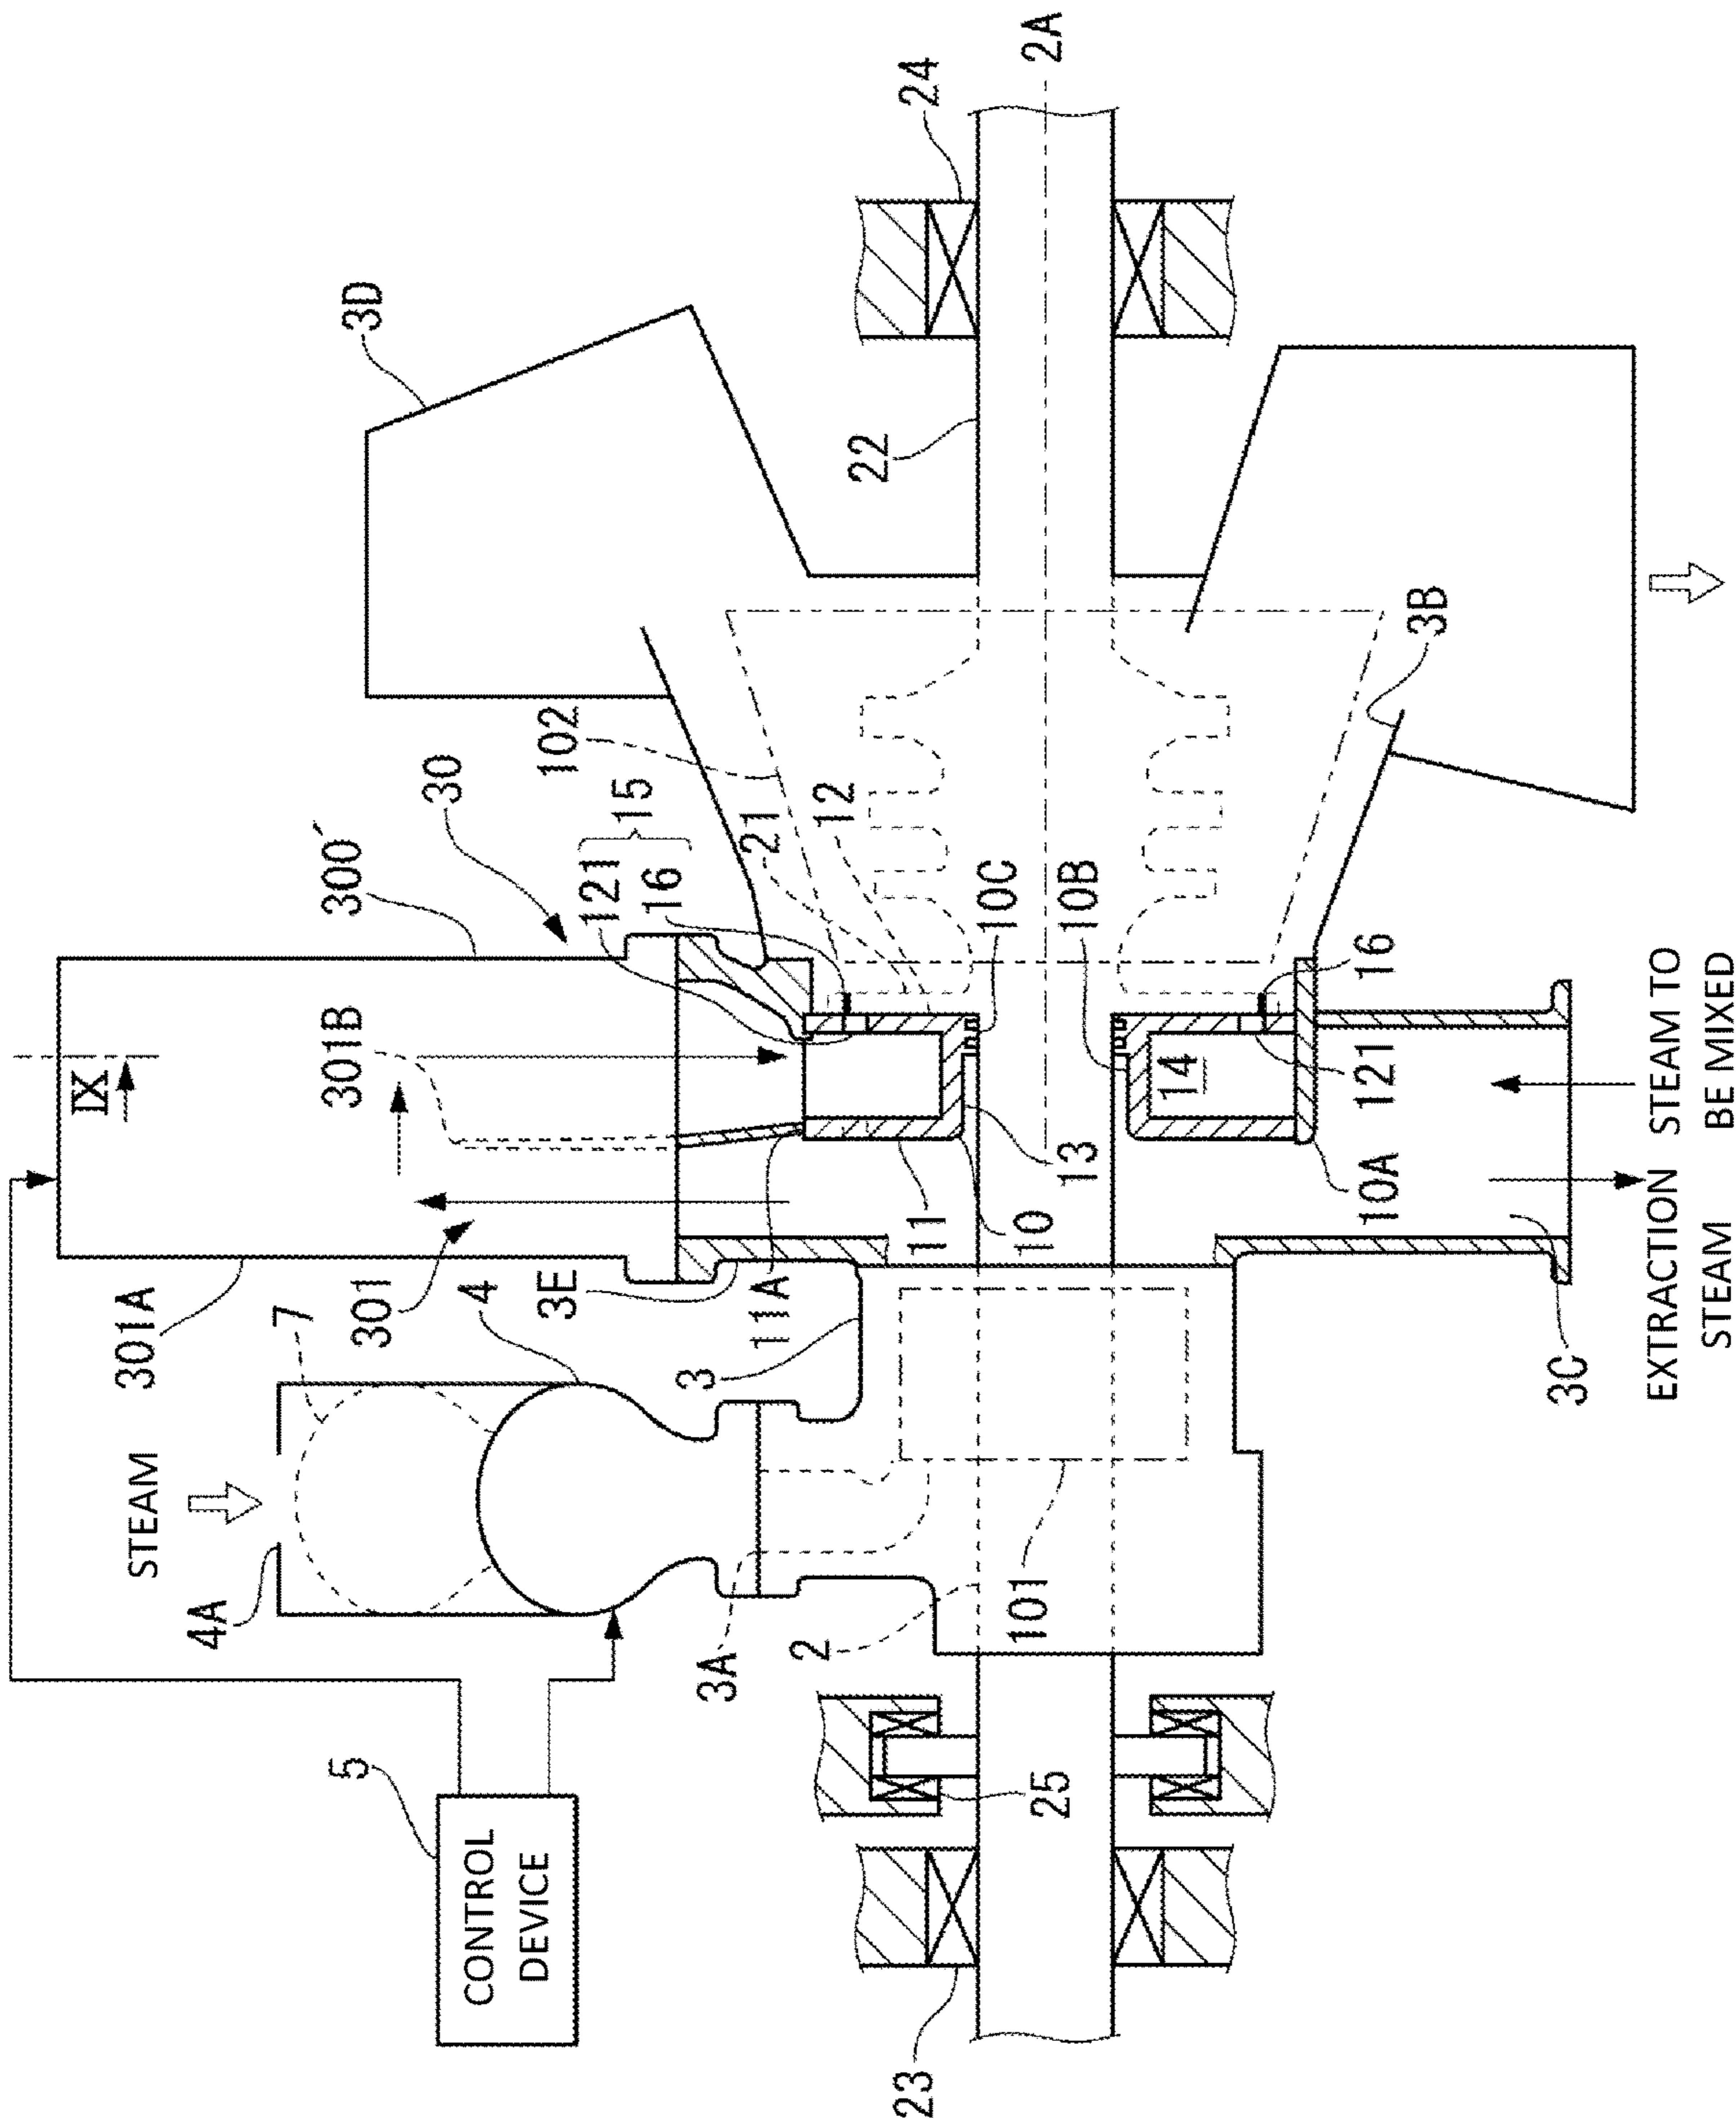 IX
301A
STEAM
4A
7
300'
5
3D
301
301B
30
CONTROL
DEVICE
4
102
3E
121
15
16
3A
3
11A
21
12
2
22
23
24
11
10
10C
101
25
13
2A
10B
14
16
121
10A
3B
3C
EXTRACTION
STEAM
STEAM TO
BE MIXED